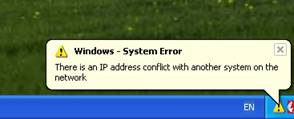 Windows - System Error
There is an IP address conflict with another system on the
network
EN